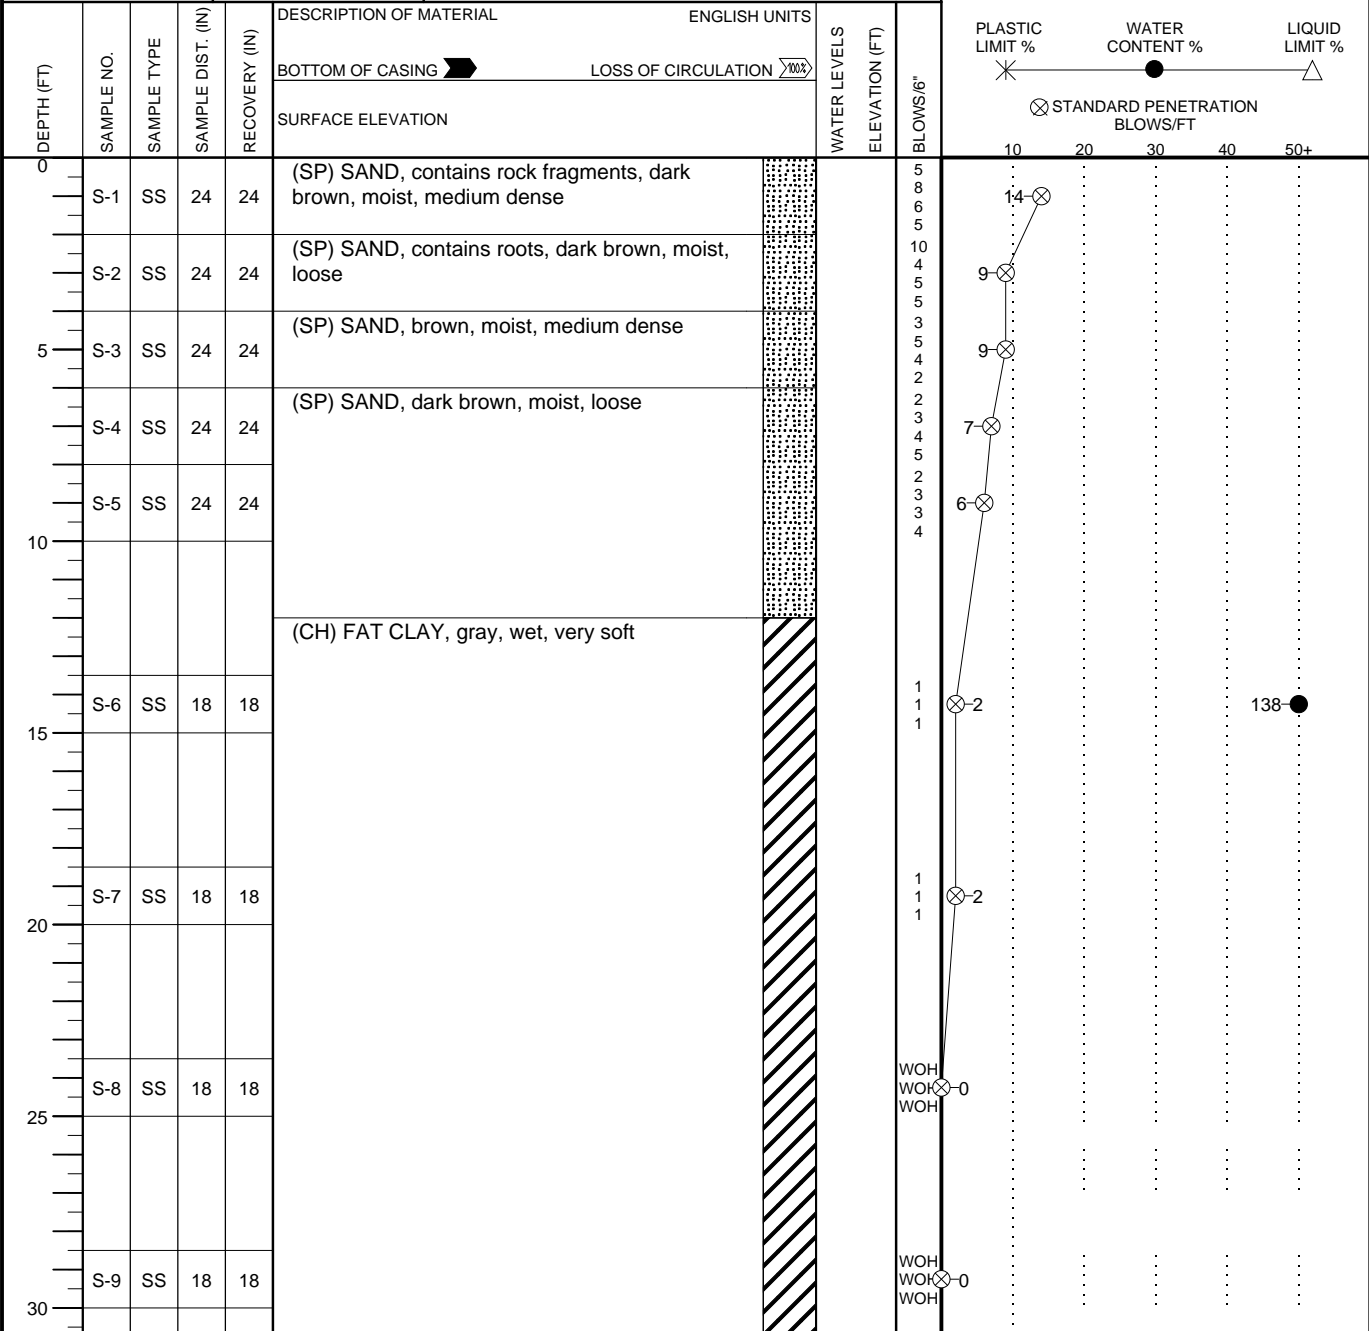 DEPTH (FT)
SAMPLE NO.
SAMPLE TYPE
SAMPLE DIST. (IN)
RECOVERY (IN)
DESCRIPTION OF MATERIAL ENGLISH UNITS
BOTTOM OF CASING LOSS OF CIRCULATION 100%
SURFACE ELEVATION
WATER LEVELS
ELEVATION (FT)
BLOWS/6"
PLASTIC LIMIT %
WATER CONTENT %
LIQUID LIMIT %
STANDARD PENETRATION
BLOWS/FT
10 20 30 40 50+
0
S-1 SS 24 24
(SP) SAND, contains rock fragments, dark
brown, moist, medium dense
5
8
6
5
14
S-2 SS 24 24
(SP) SAND, contains roots, dark brown, moist,
loose
10
4
5
5
9
5
S-3 SS 24 24
(SP) SAND, brown, moist, medium dense
3
5
4
2
9
S-4 SS 24 24
(SP) SAND, dark brown, moist, loose
2
3
4
5
7
S-5 SS 24 24
2
3
3
4
6
10
(CH) FAT CLAY, gray, wet, very soft
S-6 SS 18 18
1
1
1
2
138
15
S-7 SS 18 18
1
1
1
2
20
S-8 SS 18 18
WOH
WOH
WOH
0
25
S-9 SS 18 18
WOH
WOH
WOH
0
30